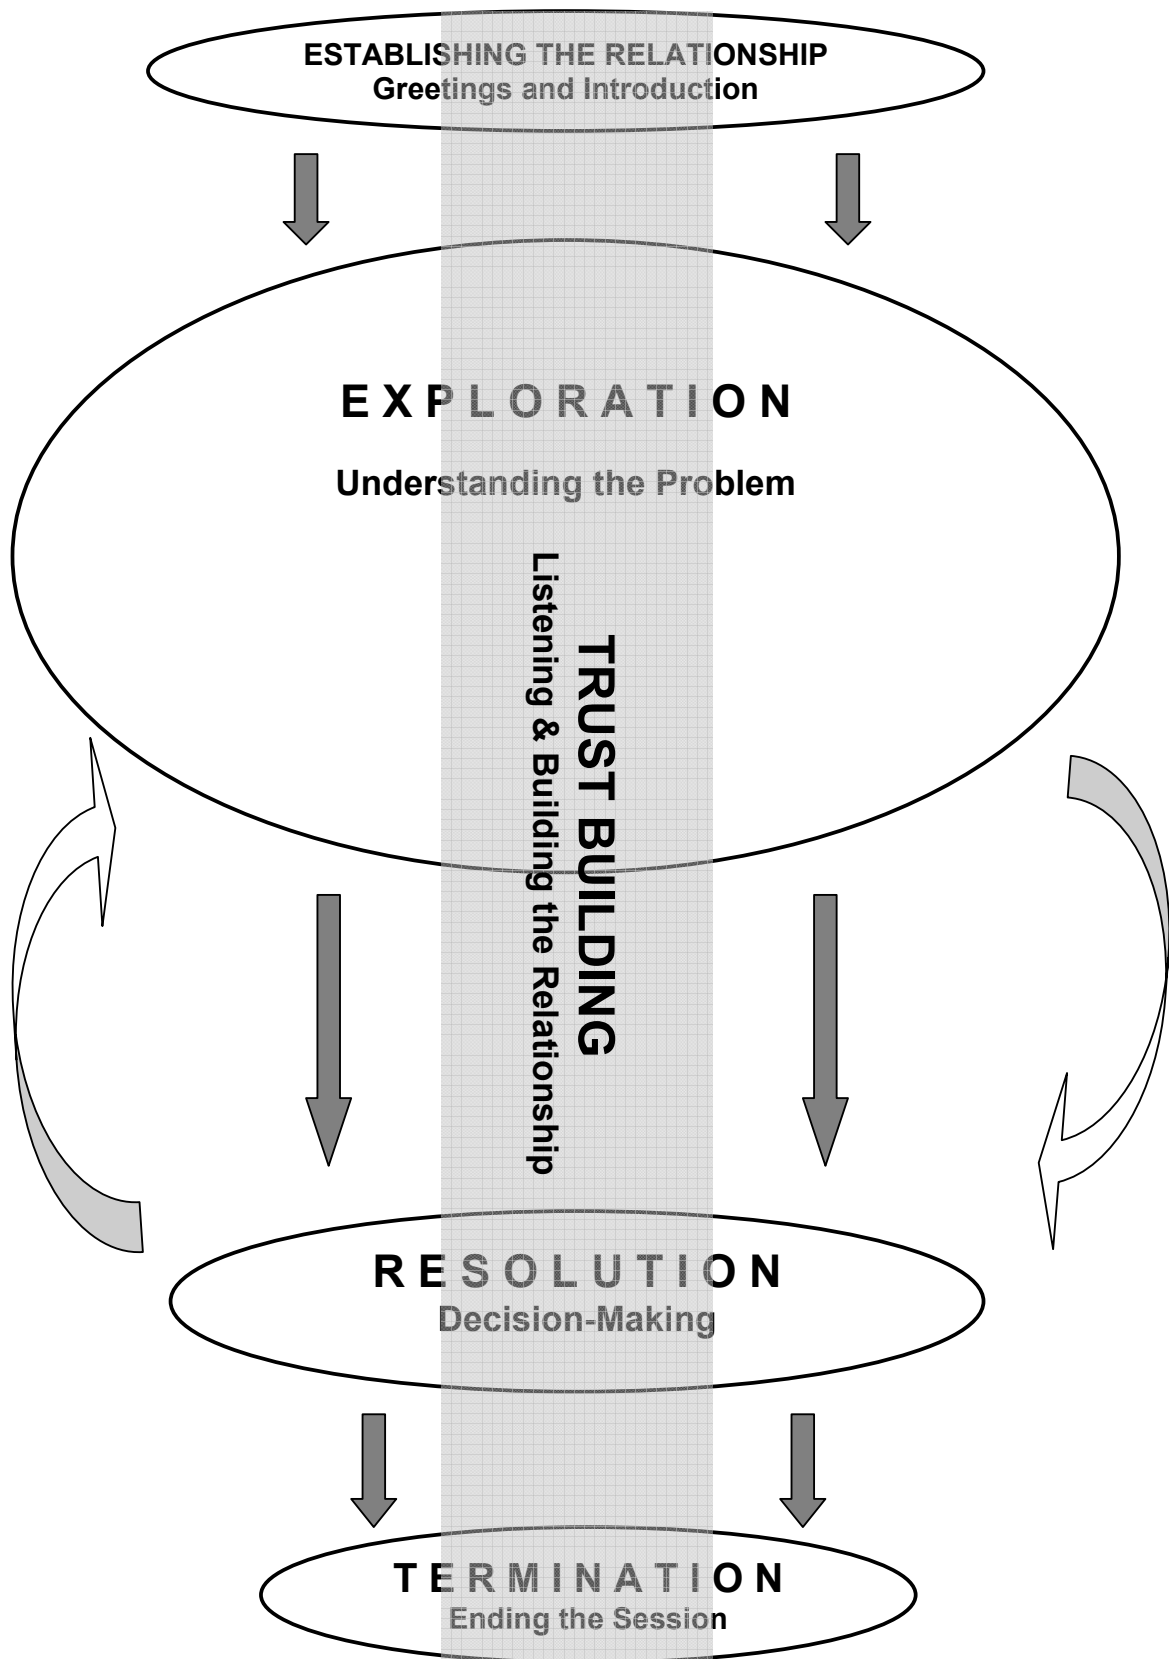 ESTABLISHING THE RELATIONSHIP
Greetings and Introduction
E X P L O R A T I O N
Understanding the Problem
TRUST BUILDING
Listening & Building the Relationship
R E S O L U T I O N
Decision-Making
T E R M I N A T I O N
Ending the Session